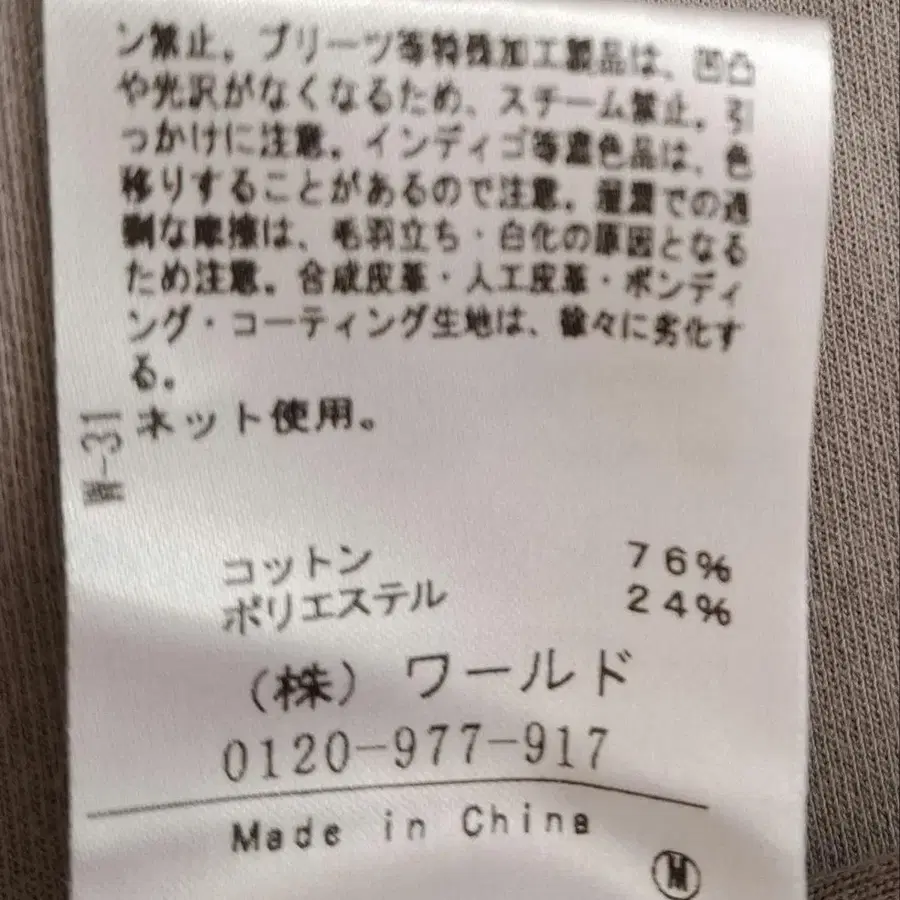 ン禁止。プリーツ等特殊加工製品は、凹凸
や光沢がなくなるため、スチーム禁止。引
っかけに注意。インディゴ等濃色品は、色
移りすることがあるので注意。湿潤での過
剰な摩擦は、毛羽立ち・白化の原因となる
ため注意。合成皮革・人工皮革・ボンディ
ング・コーティング生地は、徐々に劣化す
る。
ネット使用。
W-31
コットン 76%
ポリエステル 24%
(株) ワールド
0120-977-917
Made in China
M